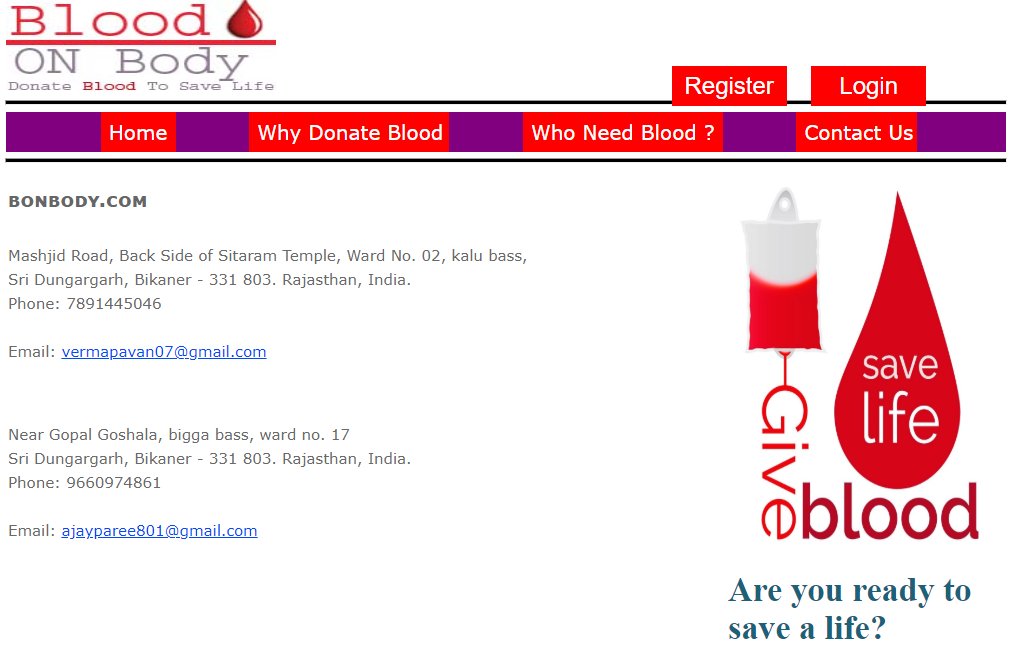 Blood
ON Body
Donate Blood To Save Life
Register Login
Home Why Donate Blood Who Need Blood ? Contact Us
BONBODY.COM
Mashjid Road, Back Side of Sitaram Temple, Ward No. 02, kalu bass,
Sri Dungargarh, Bikaner - 331 803. Rajasthan, India.
Phone: 7891445046
Email: vermapavan07@gmail.com
Near Gopal Goshala, bigga bass, ward no. 17
Sri Dungargarh, Bikaner - 331 803. Rajasthan, India.
Phone: 9660974861
Email: ajayparee801@gmail.com
save
life
Give
blood
Are you ready to
save a life?